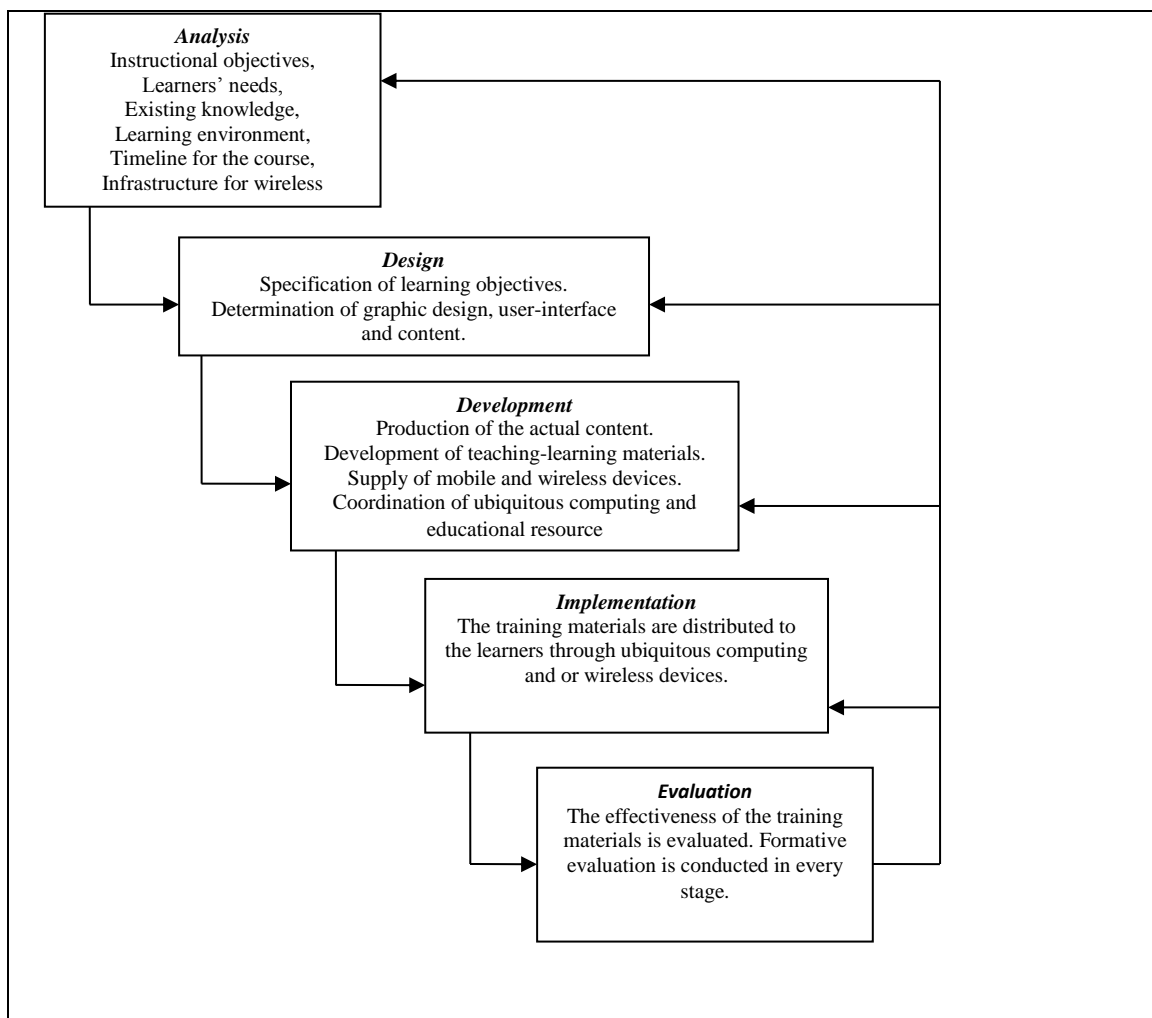 Analysis
Instructional objectives,
Learners’ needs,
Existing knowledge,
Learning environment,
Timeline for the course,
Infrastructure for wireless
Design
Specification of learning objectives.
Determination of graphic design, user-interface
and content.
Development
Production of the actual content.
Development of teaching-learning materials.
Supply of mobile and wireless devices.
Coordination of ubiquitous computing and
educational resource
Implementation
The training materials are distributed to
the learners through ubiquitous computing
and or wireless devices.
Evaluation
The effectiveness of the training
materials is evaluated. Formative
evaluation is conducted in every
stage.